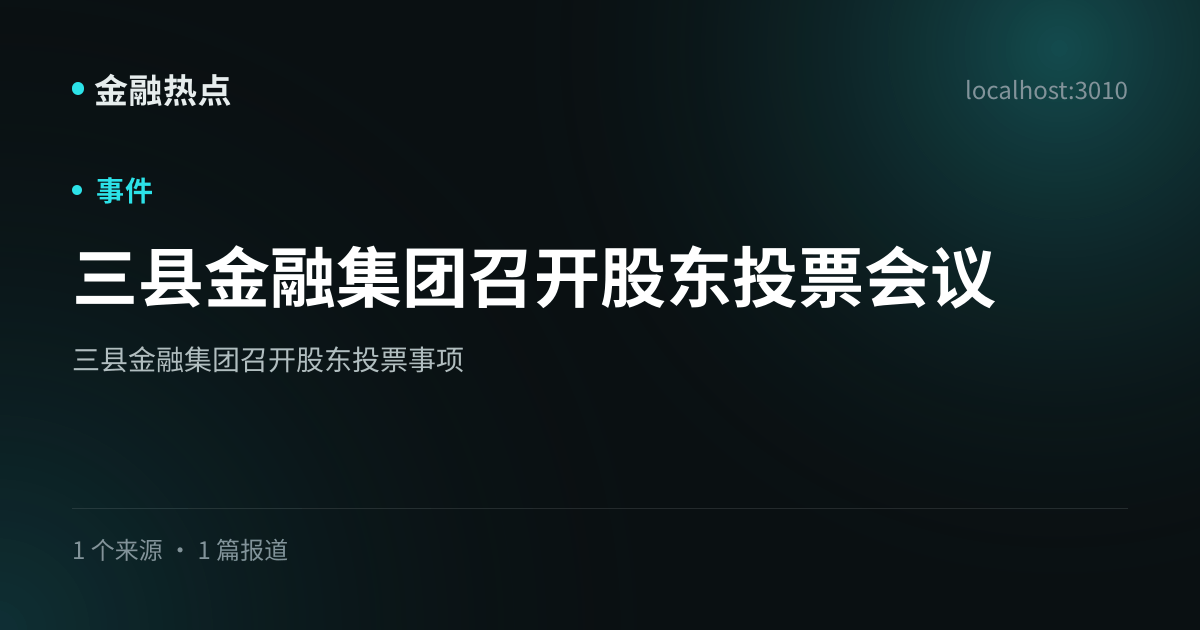 金融热点
localhost:3010
事件
三县金融集团召开股东投票会议
三县金融集团召开股东投票事项
1 个来源 · 1 篇报道